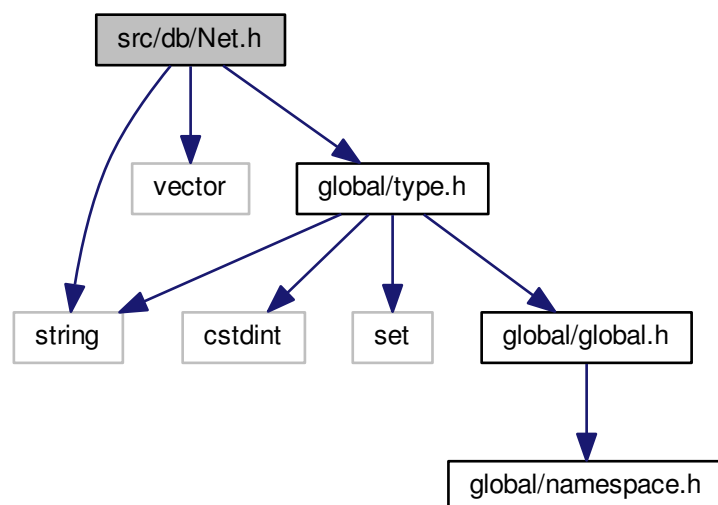 src/db/Net.h
vector
global/type.h
string
cstdint
set
global/global.h
global/namespace.h